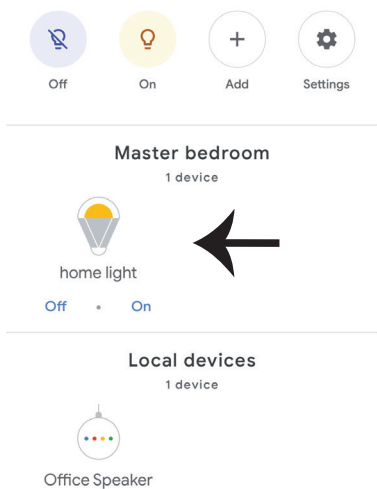 Off On Add Settings
Master bedroom
1 device
home light
Off • On
Local devices
1 device
Office Speaker